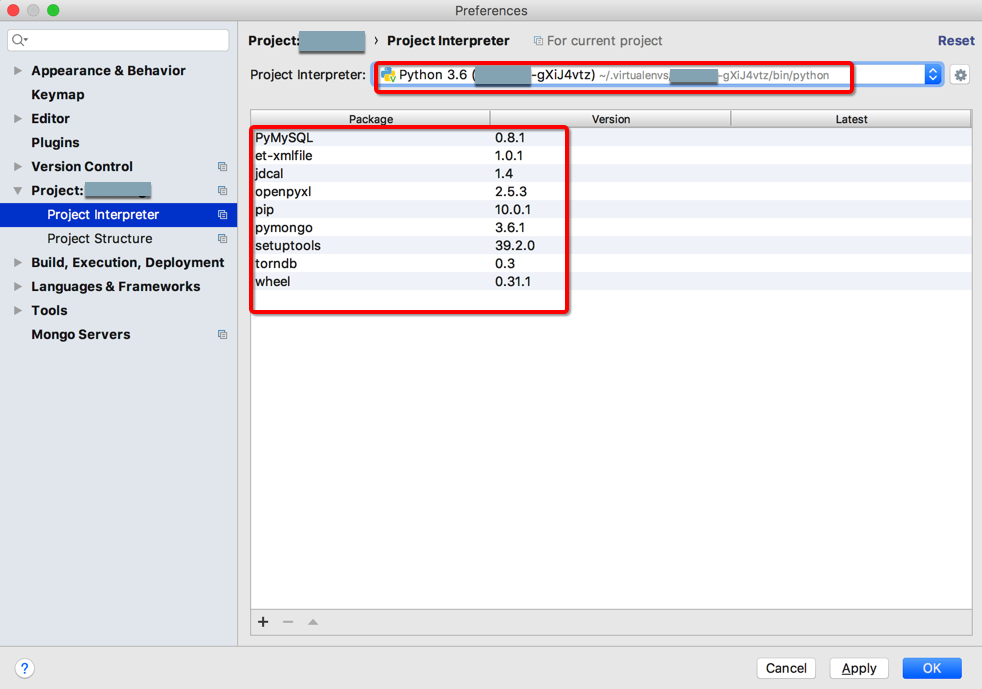 Preferences
Project: › Project Interpreter For current project Reset
Project Interpreter: Python 3.6 ( -gXiJ4vtz) ~/.virtualenvs/ -gXiJ4vtz/bin/python
Appearance & Behavior
Keymap
Editor
Plugins
Version Control
Project:
Project Interpreter
Project Structure
Build, Execution, Deployment
Languages & Frameworks
Tools
Mongo Servers
Package Version Latest
PyMySQL 0.8.1
et-xmlfile 1.0.1
jdcal 1.4
openpyxl 2.5.3
pip 10.0.1
pymongo 3.6.1
setuptools 39.2.0
torndb 0.3
wheel 0.31.1
? Cancel Apply OK